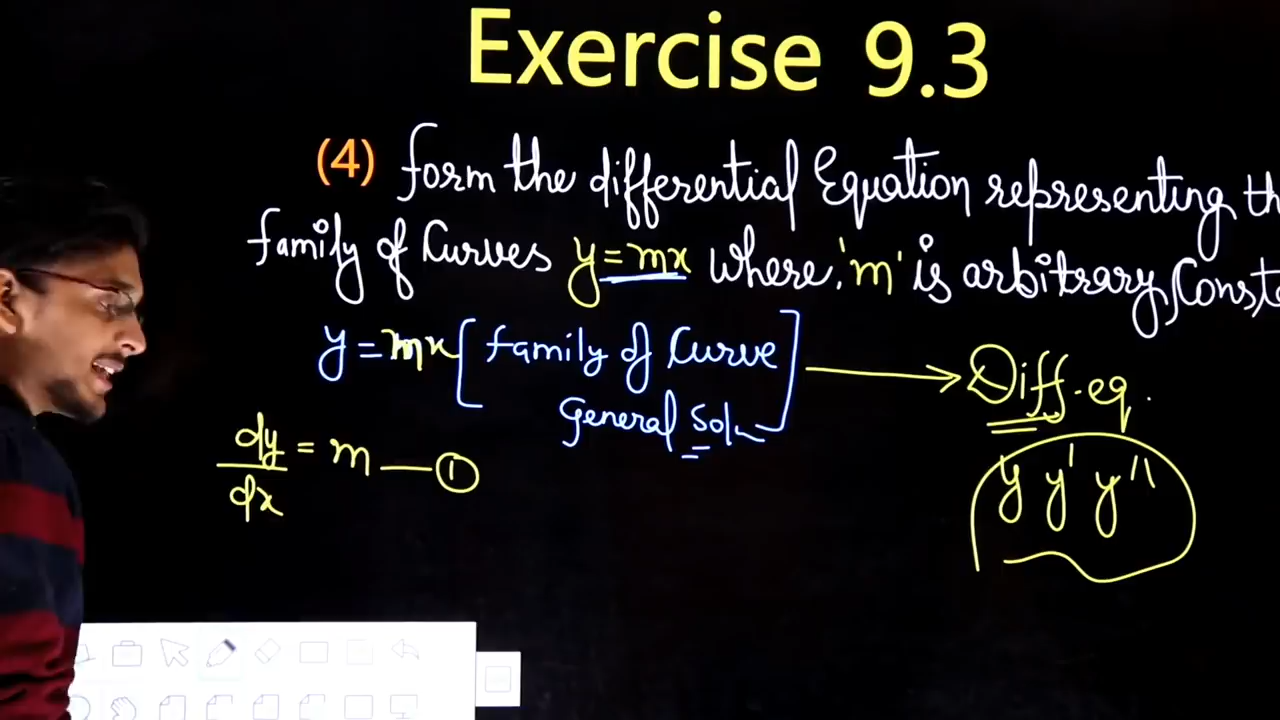 Exercise 9.3
(4) form the differential Equation representing th
family of Curves y = mx where 'm' is arbitrary Const
y = mx [ family of Curve
General Soln ] → Diff. eq.
dy/dx = m — ①
y y' y''